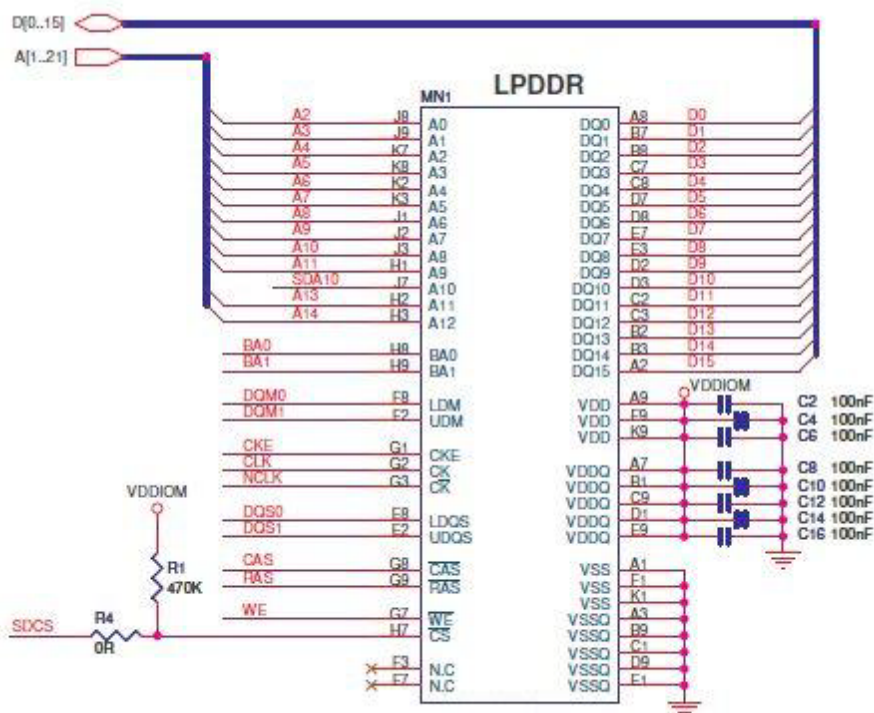 D[0..15]
A[1..21]
LPDDR
MN1
A2 J8 A0 DQ0 A8 D0
A3 J9 A1 DQ1 B7 D1
A4 K7 A2 DQ2 B8 D2
A5 K8 A3 DQ3 C7 D3
A6 K2 A4 DQ4 C8 D4
A7 K3 A5 DQ5 D7 D5
A8 J1 A6 DQ6 D8 D6
A9 J2 A7 DQ7 E7 D7
A10 J3 A8 DQ8 E3 D8
A11 H1 A9 DQ9 D2 D9
SDA10 J7 A10 DQ10 D3 D10
A13 H2 A11 DQ11 C2 D11
A14 H3 A12 DQ12 C3 D12
DQ13 B2 D13
BA0 H8 BA0 DQ14 B3 D14
BA1 H9 BA1 DQ15 A2 D15
VDDIOM
DQM0 F8 LDM VDD A9 C2 100nF
DQM1 F2 UDM VDD F9 C4 100nF
VDD K9 C6 100nF
CKE G1 CKE
CLK G2 CK VDDQ A7 C8 100nF
NCLK G3 CK VDDQ B1 C10 100nF
VDDIOM
VDDQ C9 C12 100nF
DQS0 E8 LDQS VDDQ D1 C14 100nF
DQS1 E2 UDQS VDDQ E9 C16 100nF
CAS G8 CAS VSS A1
R1
RAS G9 RAS VSS F1
470K
VSS K1
WE G7 WE VSSQ A3
R4
SDCS H7 CS VSSQ B9
0R
VSSQ C1
F3 N.C VSSQ D9
F7 N.C VSSQ E1